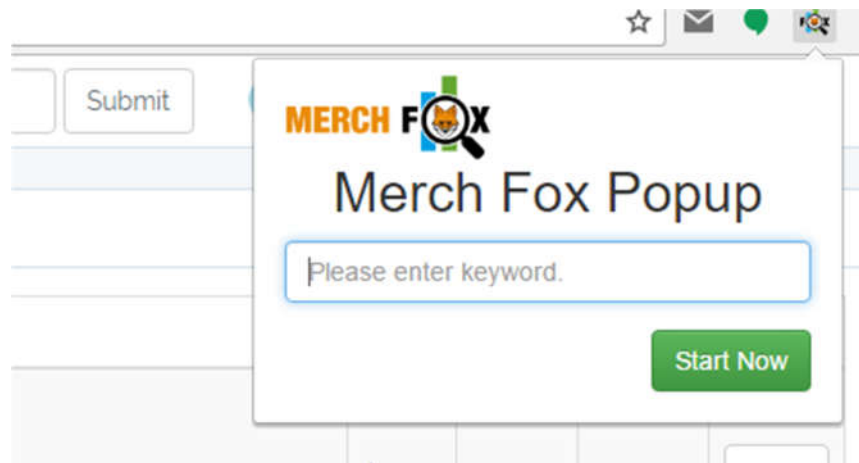 Submit
MERCH FOX
Merch Fox Popup
Please enter keyword.
Start Now